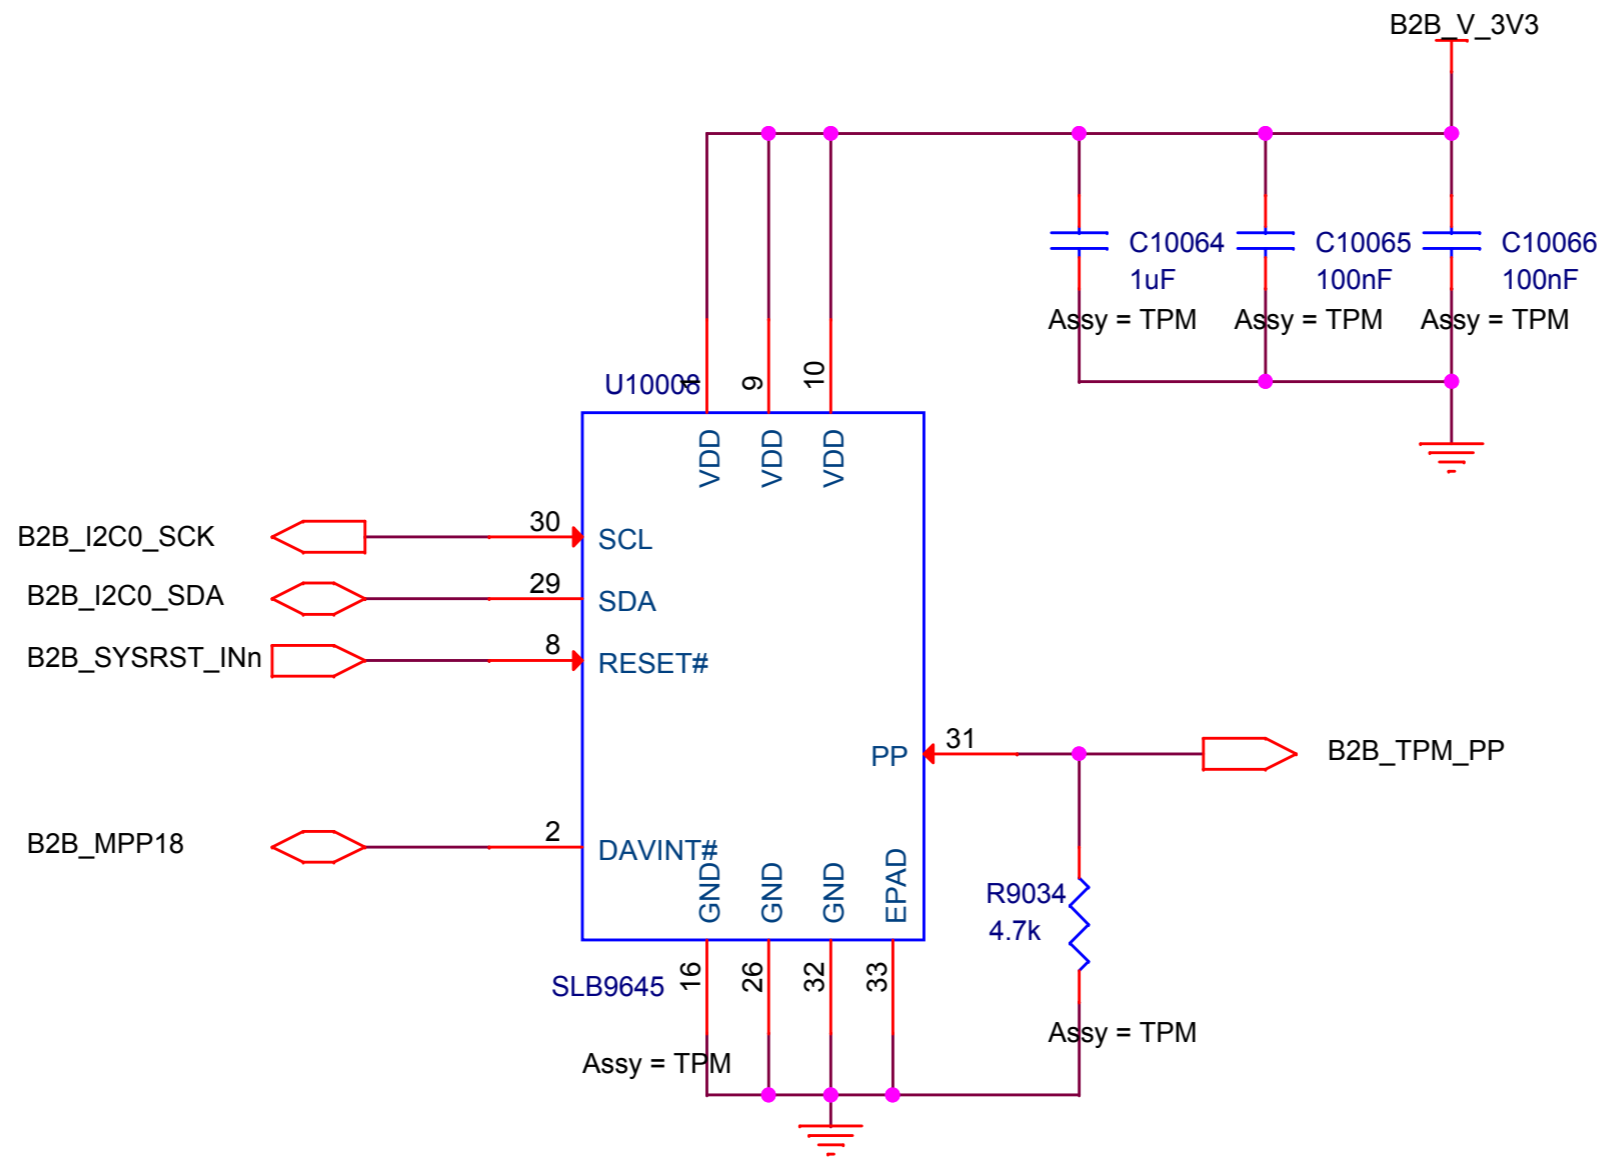 B2B_V_3V3
C10064
1uF
Assy = TPM
C10065
100nF
Assy = TPM
C10066
100nF
Assy = TPM
U10008
9
10
VDD
VDD
VDD
B2B_I2C0_SCK
30
SCL
B2B_I2C0_SDA
29
SDA
B2B_SYSRST_INn
8
RESET#
PP
31
B2B_TPM_PP
B2B_MPP18
2
DAVINT#
GND
GND
GND
EPAD
R9034
4.7k
Assy = TPM
SLB9645
16
26
32
33
Assy = TPM